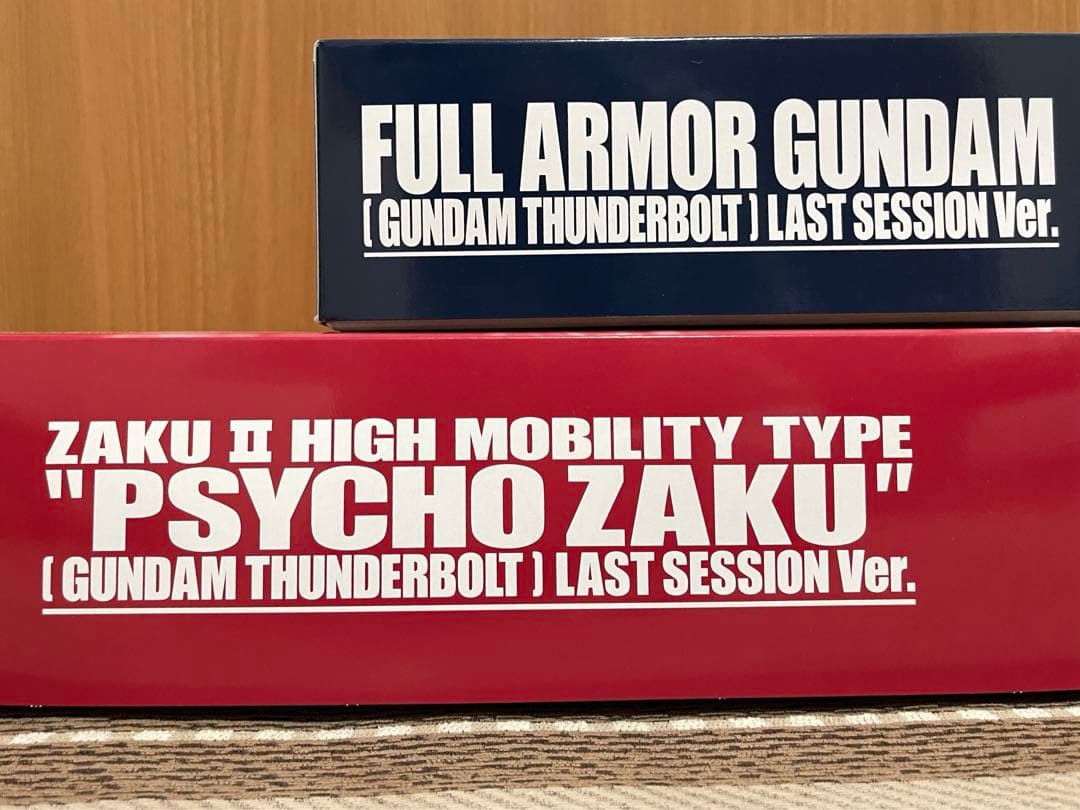 FULL ARMOR GUNDAM
[ GUNDAM THUNDERBOLT ] LAST SESSION Ver.
ZAKU II HIGH MOBILITY TYPE
"PSYCHO ZAKU"
[ GUNDAM THUNDERBOLT ] LAST SESSION Ver.